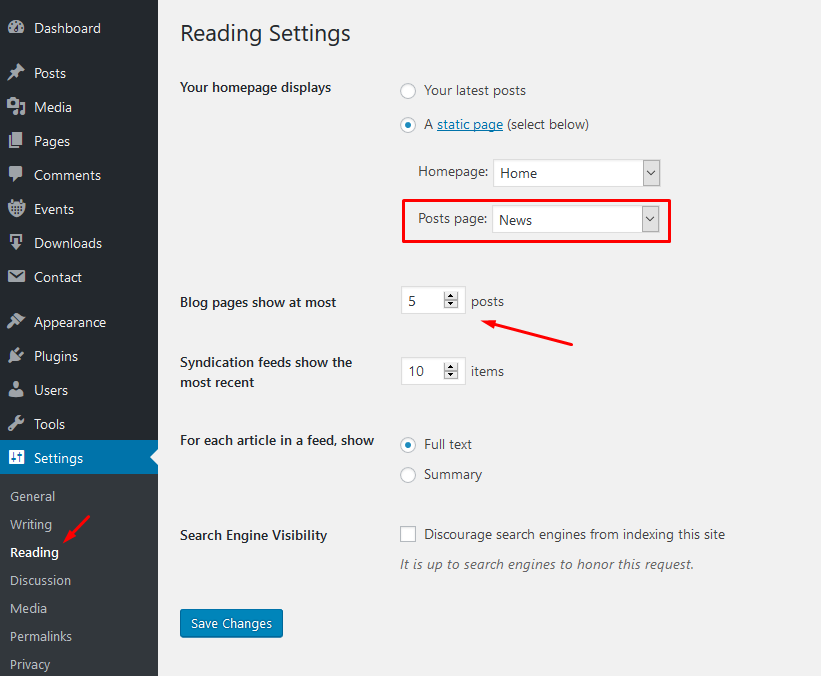 Dashboard
Posts
Media
Pages
Comments
Events
Downloads
Contact
Appearance
Plugins
Users
Tools
Settings
General
Writing
Reading
Discussion
Media
Permalinks
Privacy
Reading Settings
Your homepage displays
Your latest posts
A static page (select below)
Homepage: Home
Posts page: News
Blog pages show at most 5 posts
Syndication feeds show the
most recent
10 items
For each article in a feed, show
Full text
Summary
Search Engine Visibility
Discourage search engines from indexing this site
It is up to search engines to honor this request.
Save Changes